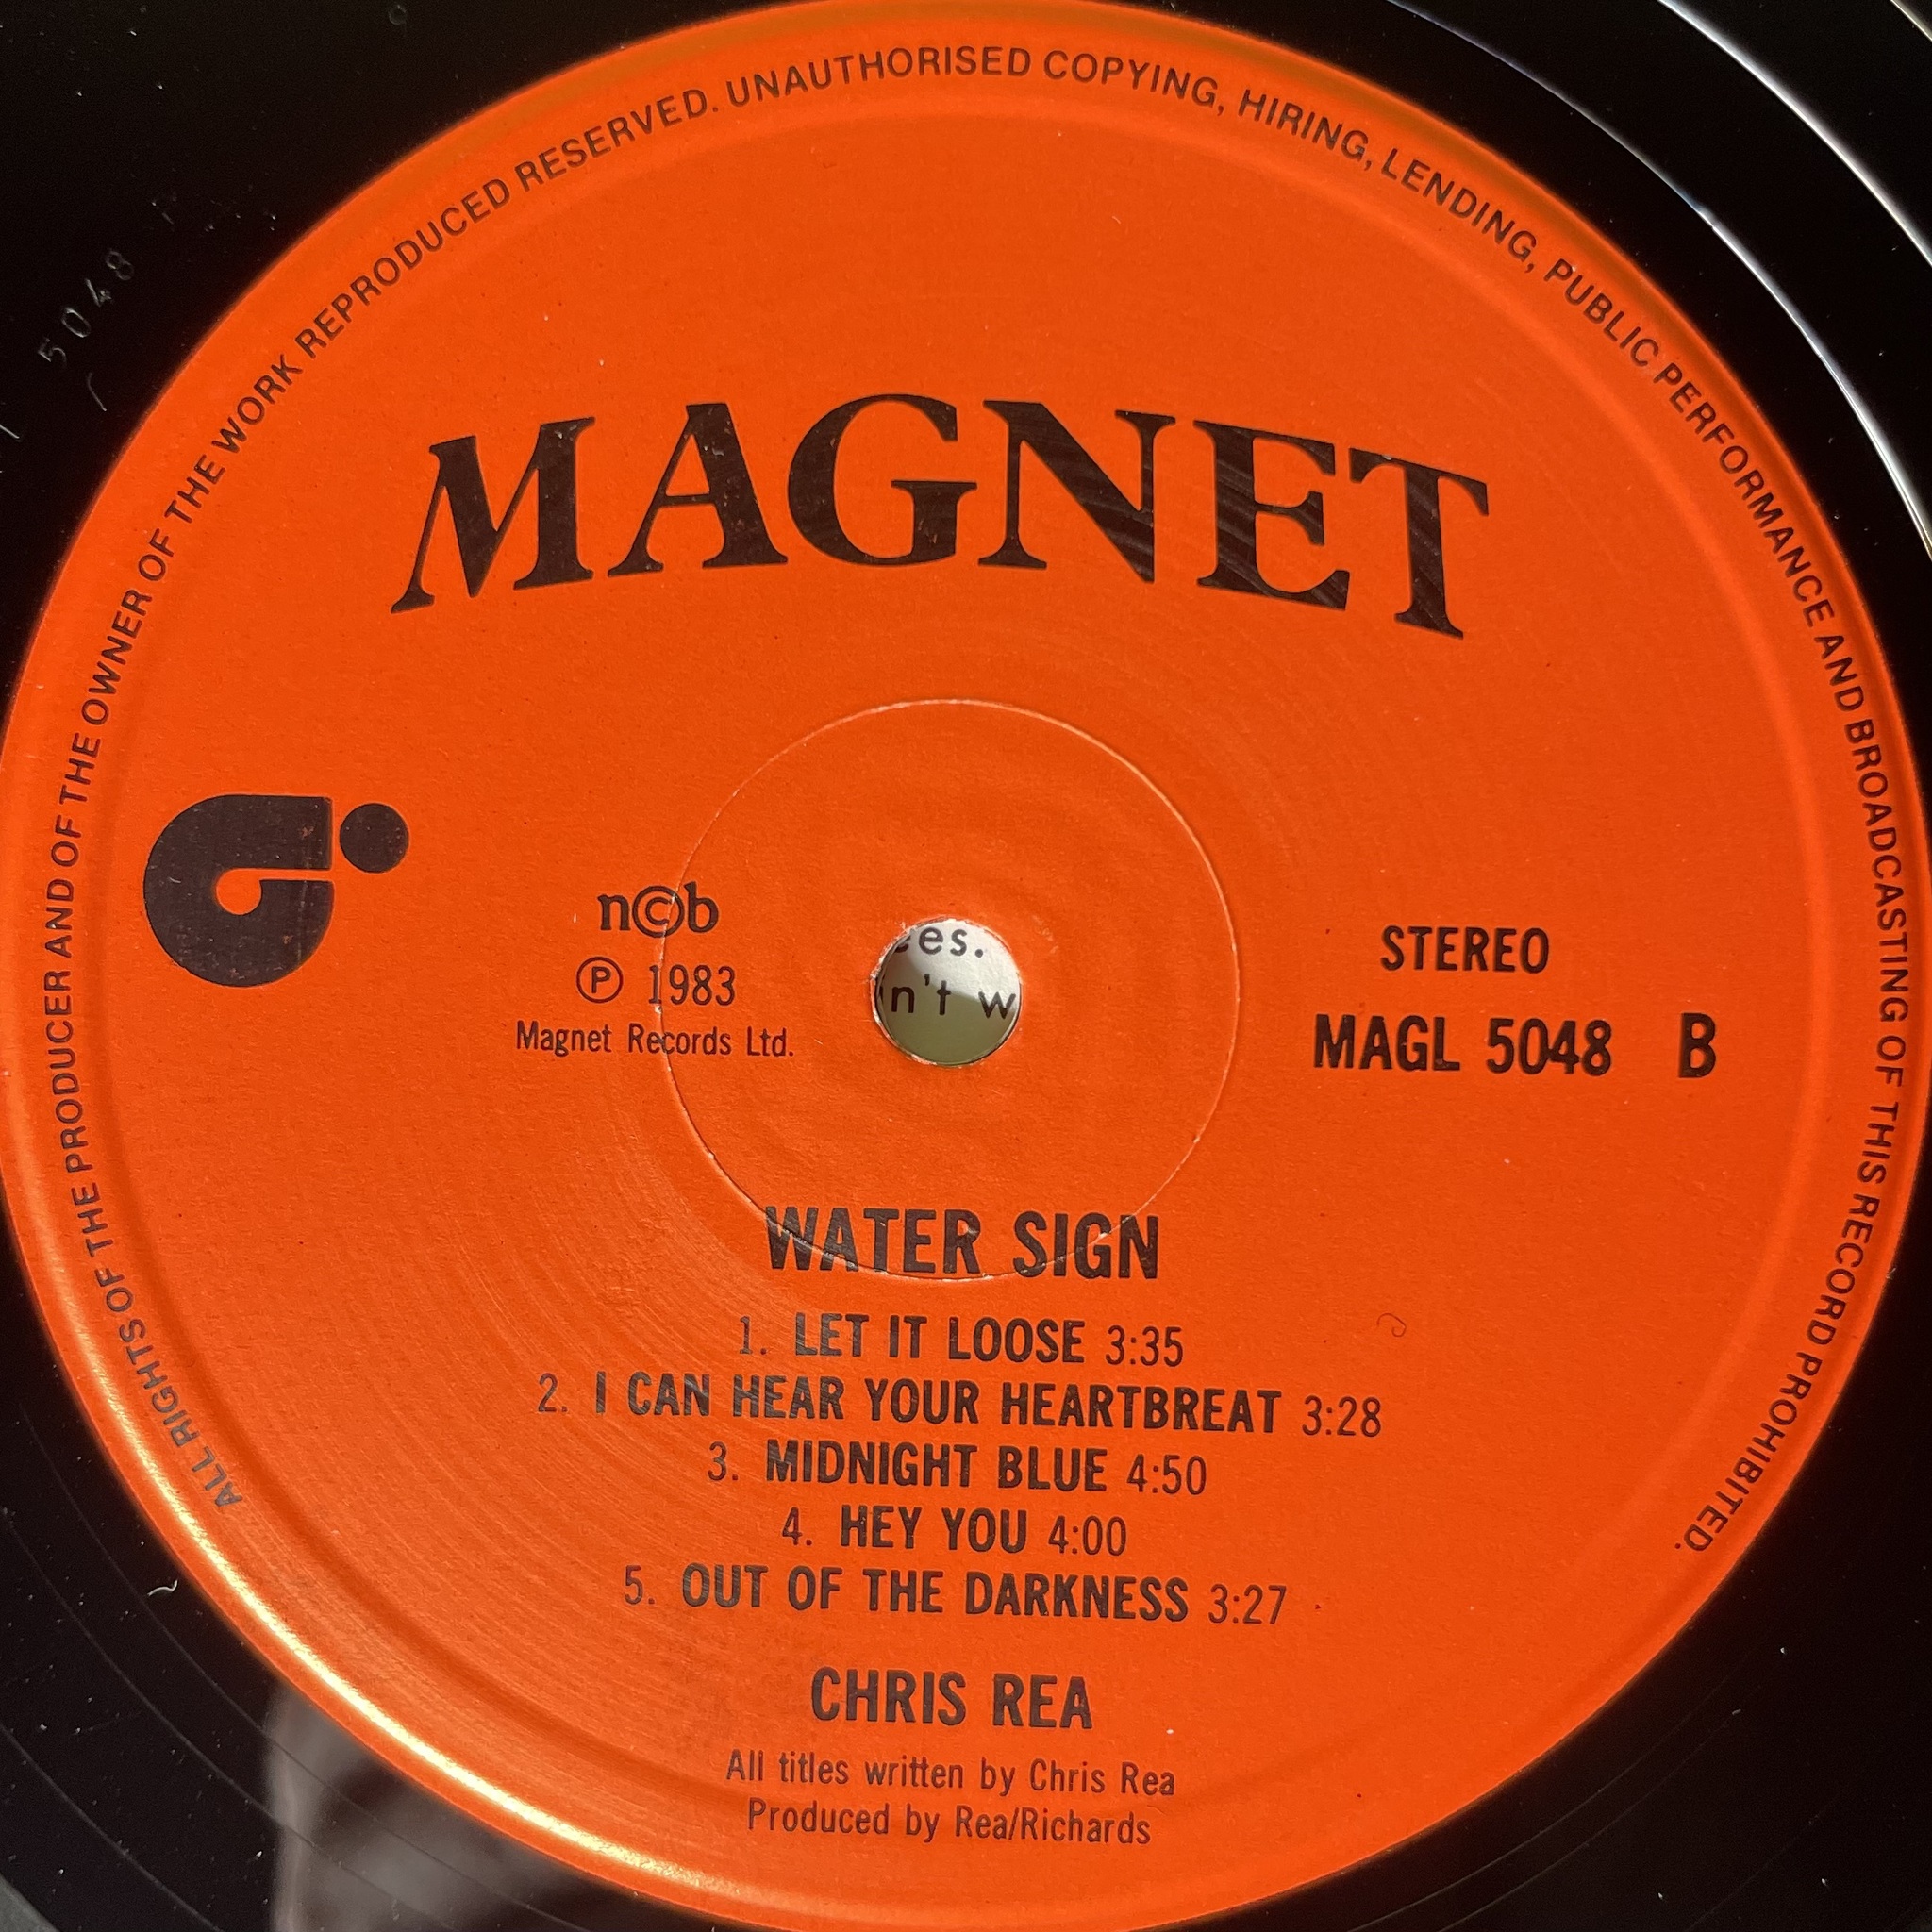 ALL RIGHTS OF THE PRODUCER AND OF THE OWNER OF THE WORK REPRODUCED RESERVED. UNAUTHORISED COPYING, HIRING, LENDING, PUBLIC PERFORMANCE AND BROADCASTING OF THIS RECORD PROHIBITED.
5048
MAGNET
n©b
℗ 1983
Magnet Records Ltd.
es.
n't w
STEREO
MAGL 5048 B
WATER SIGN
1. LET IT LOOSE 3:35
2. I CAN HEAR YOUR HEARTBREAT 3:28
3. MIDNIGHT BLUE 4:50
4. HEY YOU 4:00
5. OUT OF THE DARKNESS 3:27
CHRIS REA
All titles written by Chris Rea
Produced by Rea/Richards